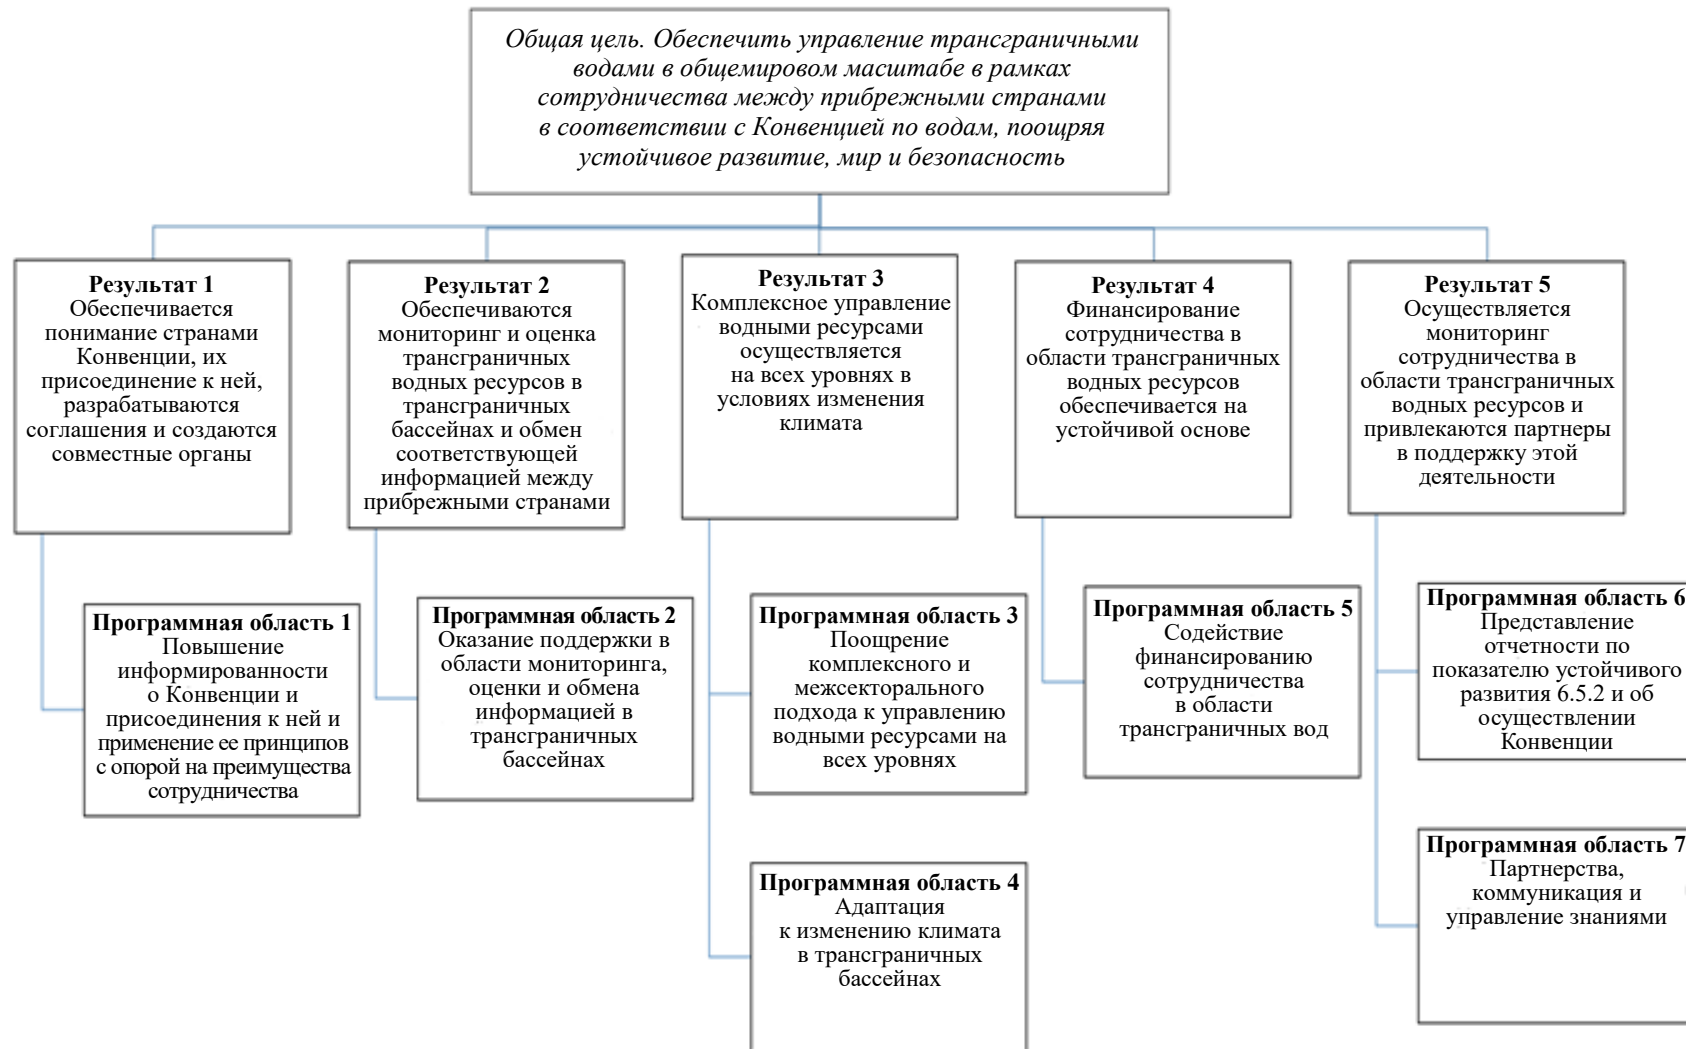 Общая цель. Обеспечить управление трансграничными
водами в общемировом масштабе в рамках
сотрудничества между прибрежными странами
в соответствии с Конвенцией по водам, поощряя
устойчивое развитие, мир и безопасность
Результат 1
Обеспечивается
понимание странами
Конвенции, их
присоединение к ней,
разрабатываются
соглашения и создаются
совместные органы
Результат 2
Обеспечиваются
мониторинг и оценка
трансграничных
водных ресурсов в
трансграничных
бассейнах и обмен
соответствующей
информацией между
прибрежными странами
Результат 3
Комплексное управление
водными ресурсами
осуществляется
на всех уровнях в
условиях изменения
климата
Результат 4
Финансирование
сотрудничества в
области трансграничных
водных ресурсов
обеспечивается на
устойчивой основе
Результат 5
Осуществляется
мониторинг
сотрудничества в
области трансграничных
водных ресурсов и
привлекаются партнеры
в поддержку этой
деятельности
Программная область 1
Повышение
информированности
о Конвенции и
присоединения к ней и
применение ее принципов
с опорой на преимущества
сотрудничества
Программная область 2
Оказание поддержки в
области мониторинга,
оценки и обмена
информацией в
трансграничных
бассейнах
Программная область 3
Поощрение
комплексного и
межсекторального
подхода к управлению
водными ресурсами на
всех уровнях
Программная область 4
Адаптация
к изменению климата
в трансграничных
бассейнах
Программная область 5
Содействие
финансированию
сотрудничества
в области
трансграничных вод
Программная область 6
Представление
отчетности по
показателю устойчивого
развития 6.5.2 и об
осуществлении
Конвенции
Программная область 7
Партнерства,
коммуникация и
управление знаниями